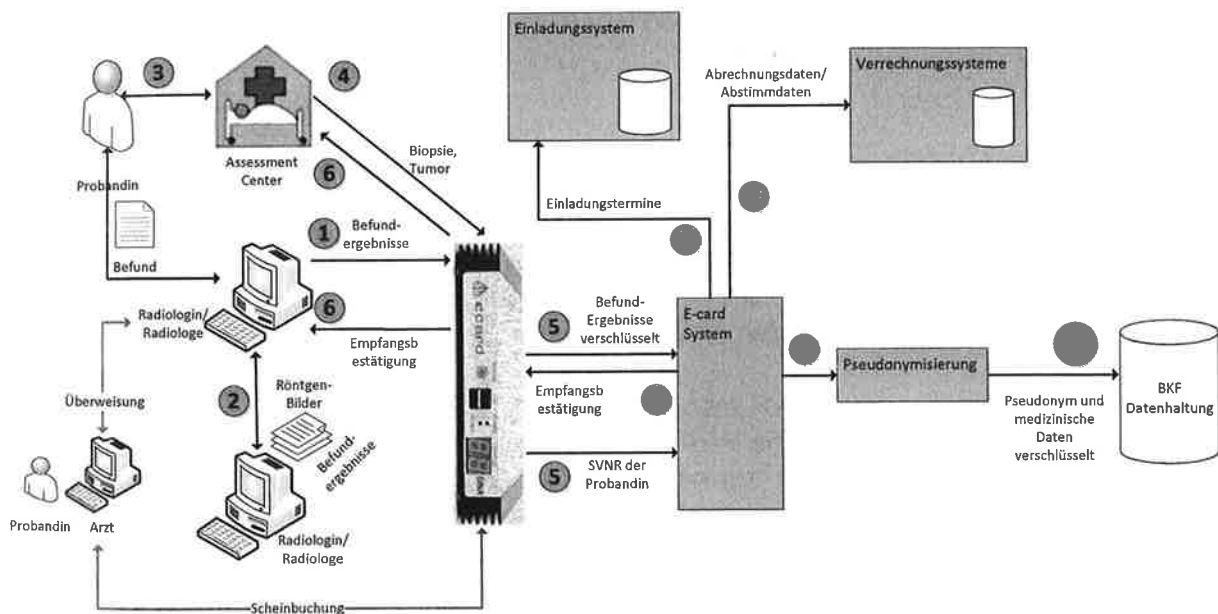 Einladungssystem
Verrechnungssysteme
Abrechnungsdaten/
Abstimmdaten
3
4
Assessment
Center
6
Biopsie,
Tumor
Probandin
Befund
Einladungstermine
1
Befund-
ergebnisse
Radiologin/
Radiologe
6
Empfangsb
estätigung
ecard
5
Befund-
Ergebnisse
verschlüsselt
E-card
System
Empfangsb
estätigung
Pseudonymisierung
BKF
Datenhaltung
Pseudonym und
medizinische
Daten
verschlüsselt
Überweisung
2
Röntgen-
Bilder
Befund-
ergebnisse
5
SVNR der
Probandin
Probandin
Arzt
Radiologin/
Radiologe
Scheinbuchung